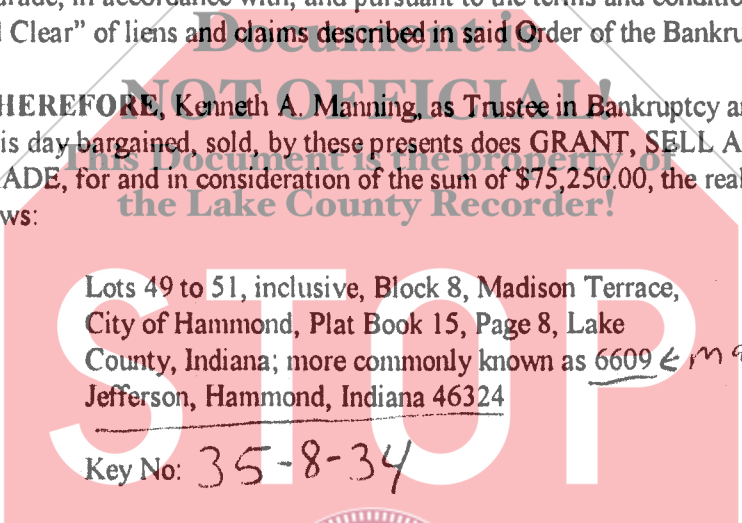 rade, in accordance with, and pursuant to the terms and condition
Clear" of liens and claims described in said Order of the Bankru
Document is
NOT OFFICIAL!
HEREFORE, Kenneth A. Manning, as Trustee in Bankruptcy an
is day bargained, sold, by these presents does GRANT, SELL A
This Document is the property of
ADE, for and in consideration of the sum of $75,250.00, the real
the Lake County Recorder!
ws:
STOP
Lots 49 to 51, inclusive, Block 8, Madison Terrace,
City of Hammond, Plat Book 15, Page 8, Lake
County, Indiana; more commonly known as 6609
Jefferson, Hammond, Indiana 46324
Key No: 35-8-34